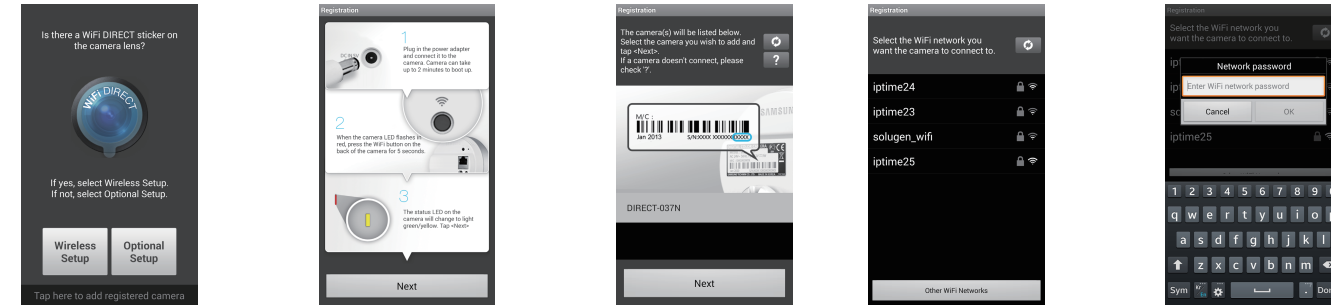 Is there a WiFi DIRECT sticker on
the camera lens?
WiFi DIRECT
If yes, select Wireless Setup.
If not, select Optional Setup.
Wireless
Setup
Optional
Setup
Tap here to add registered camera
Registration
1
Plug in the power adapter
and connect it to the
camera. Camera can take
up to 2 minutes to boot up.
2
When the camera LED flashes in
red, press the WiFi button on the
back of the camera for 5 seconds.
3
The status LED on the
camera will change to light
green/yellow. Tap <Next>
Next
Registration
The camera(s) will be listed below.
Select the camera you wish to add and
tap <Next>.
If a camera doesn't connect, please
check '?'.
?
SAMSUN
M/C :
Jan 2013
DIRECT-037N
Next
Registration
Select the WiFi network you
want the camera to connect to.
iptime24
iptime23
solugen_wifi
iptime25
Other WiFi Networks
Registration
Select the WiFi network you
want the camera to connect to.
Network password
Enter WiFi network password
Cancel
OK
iptime25
1 2 3 4 5 6 7 8 9
q w e r t y u i o p
a s d f g h j k l
z x c v b n m
Sym